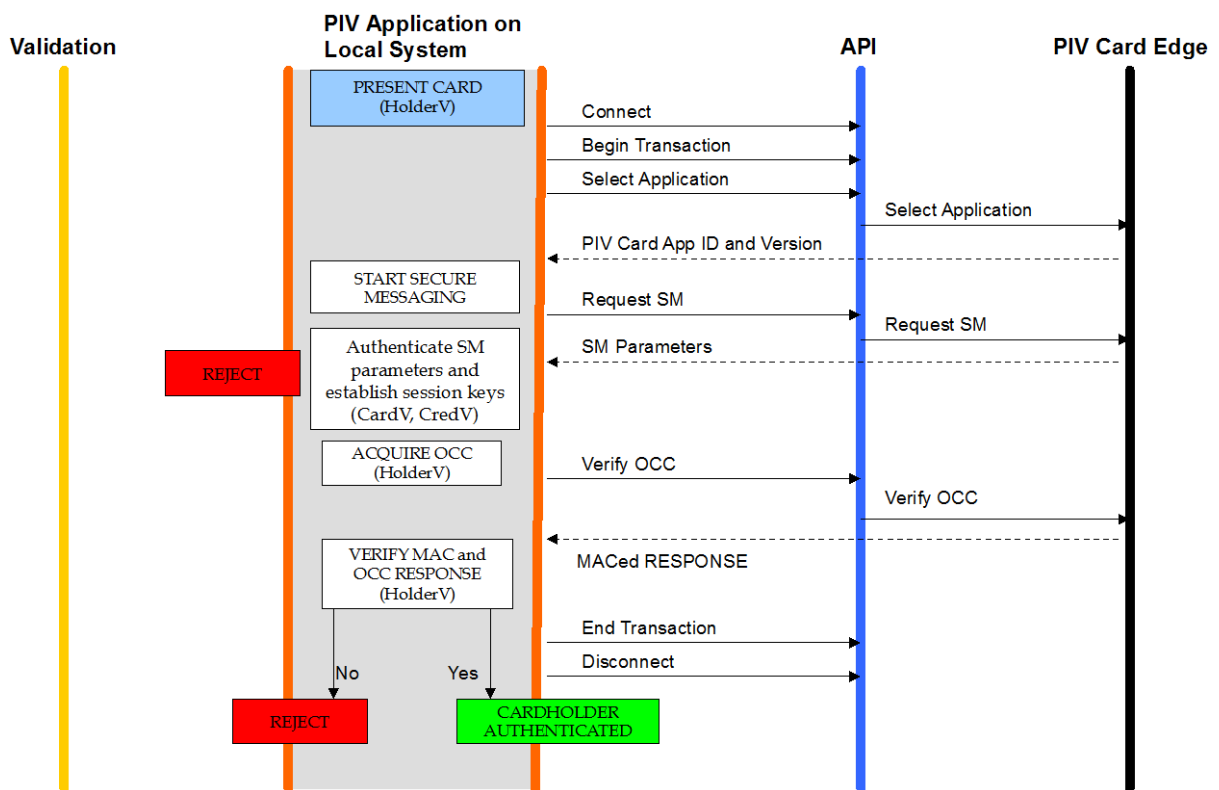 Validation
PIV Application on
Local System
API
PIV Card Edge
PRESENT CARD
(HolderV)
Connect
Begin Transaction
Select Application
Select Application
PIV Card App ID and Version
START SECURE
MESSAGING
Request SM
Request SM
Authenticate SM
parameters and
establish session keys
(CardV, CredV)
SM Parameters
REJECT
ACQUIRE OCC
(HolderV)
Verify OCC
Verify OCC
VERIFY MAC and
OCC RESPONSE
(HolderV)
MACed RESPONSE
End Transaction
Disconnect
No
Yes
REJECT
CARDHOLDER
AUTHENTICATED